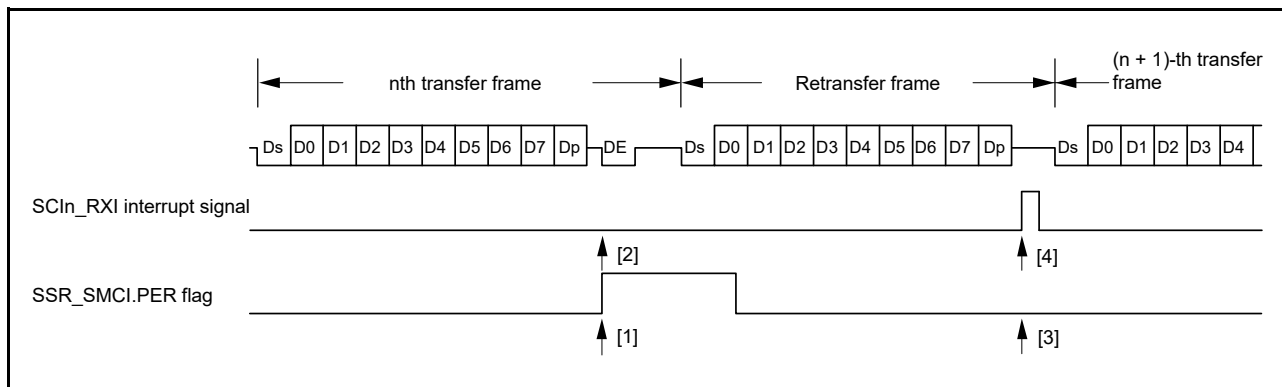 nth transfer frame
Retransfer frame
(n + 1)-th transfer
frame
Ds D0 D1 D2 D3 D4 D5 D6 D7 Dp DE Ds D0 D1 D2 D3 D4 D5 D6 D7 Dp Ds D0 D1 D2 D3 D4
SCIn_RXI interrupt signal
[2]
[4]
SSR_SMCI.PER flag
[1]
[3]